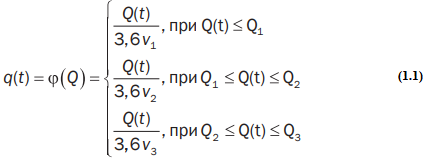 q(t) = φ(Q) =
Q(t)/3,6v₁, при Q(t) ≤ Q₁
Q(t)/3,6v₂, при Q₁ ≤ Q(t) ≤ Q₂
Q(t)/3,6v₃, при Q₂ ≤ Q(t) ≤ Q₃
(1.1)